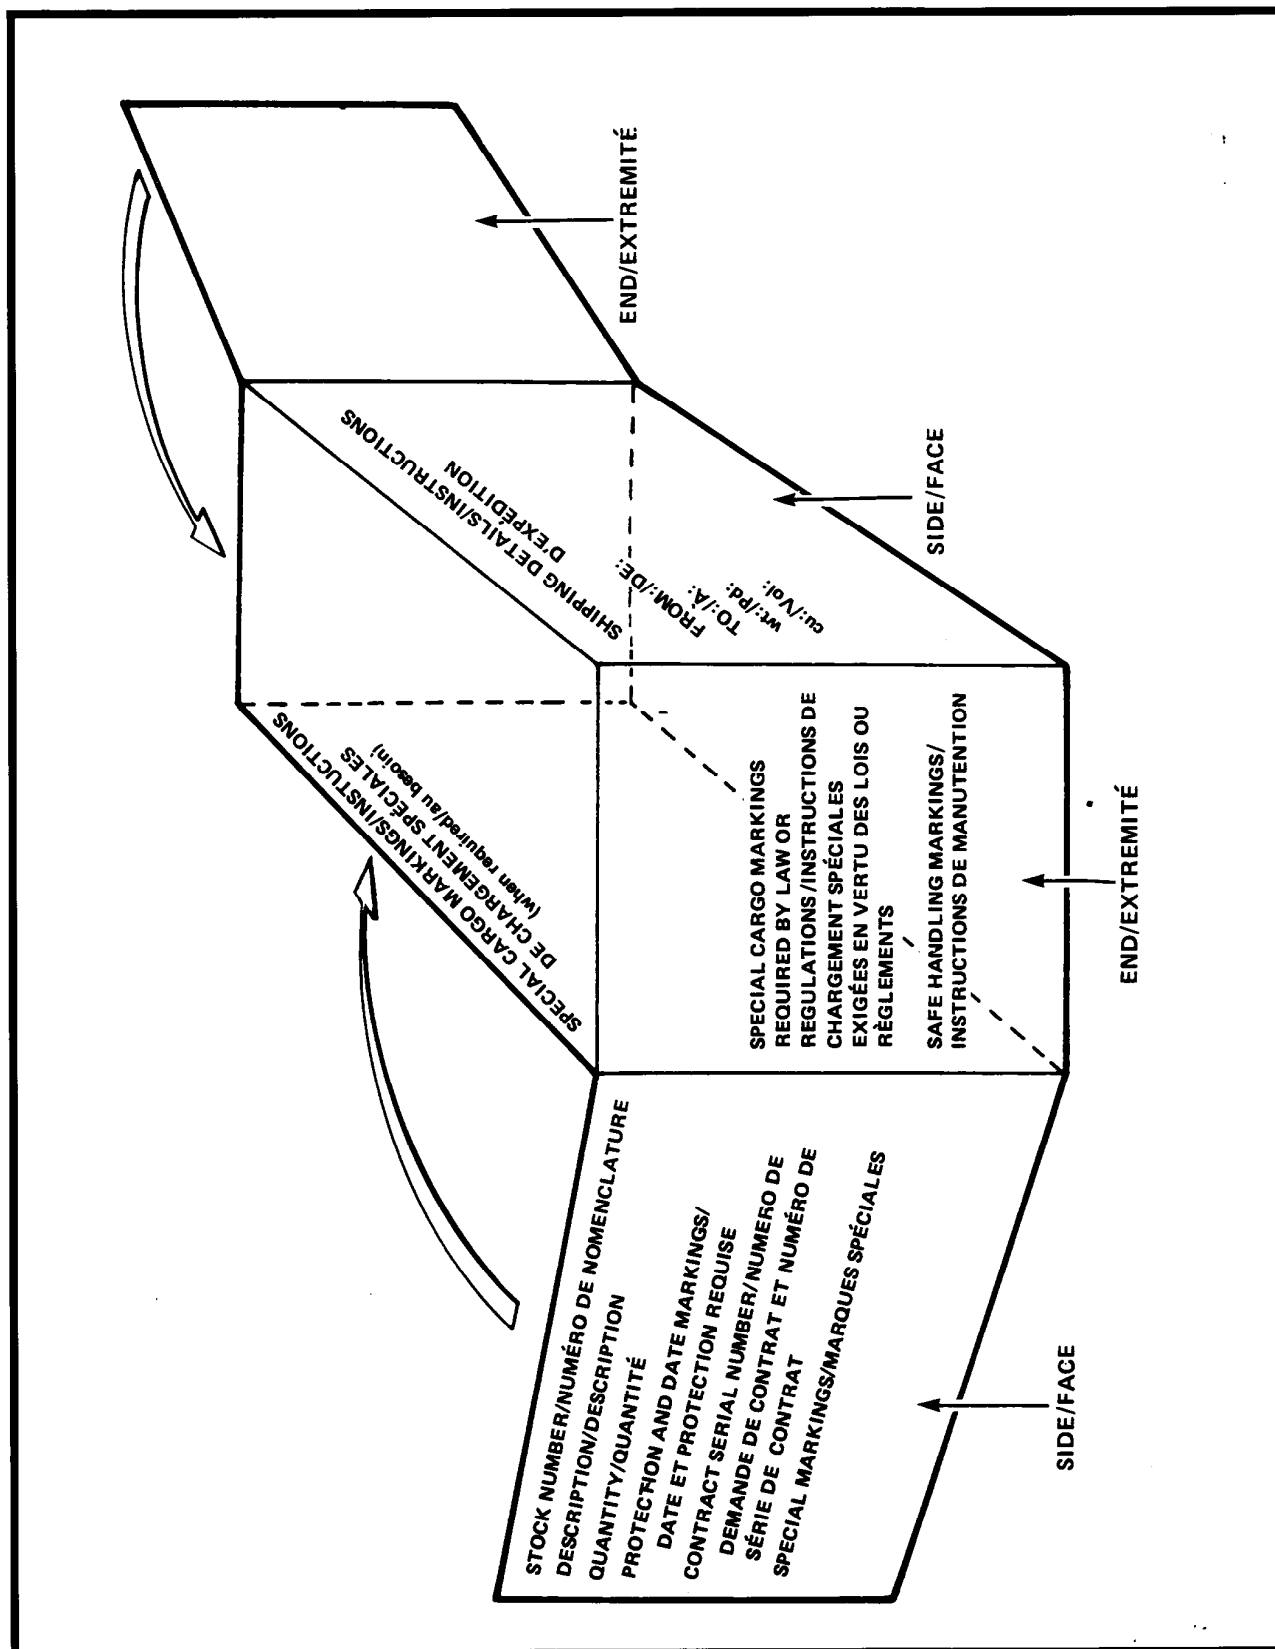 STOCK NUMBER/NUMÉRO DE NOMENCLATURE
DESCRIPTION/DESCRIPTION
QUANTITY/QUANTITÉ
PROTECTION AND DATE MARKINGS/
DATE ET PROTECTION REQUISE
CONTRACT SERIAL NUMBER/NUMERO DE
DEMANDE DE CONTRAT ET NUMÉRO DE
SÉRIE DE CONTRAT
SPECIAL MARKINGS/MARQUES SPÉCIALES
SIDE/FACE
SPECIAL CARGO MARKINGS/INSTUCTIONS
DE CHARGEMENT SPÉCIALES
(when required/au besoin)
SPECIAL CARGO MARKINGS
REQUIRED BY LAW OR
REGULATIONS/INSTRUCTIONS DE
CHARGEMENT SPÉCIALES
EXIGÉES EN VERTU DES LOIS OU
RÈGLEMENTS
SAFE HANDLING MARKINGS/
INSTRUCTIONS DE MANUTENTION
END/EXTREMITÉ
SHIPPING DETAILS/INSTRUCTIONS
D'EXPÉDITION
FROM:/DE:
TO:/À:
wt:/Pd:
cu:/Vol:
SIDE/FACE
END/EXTREMITÉ